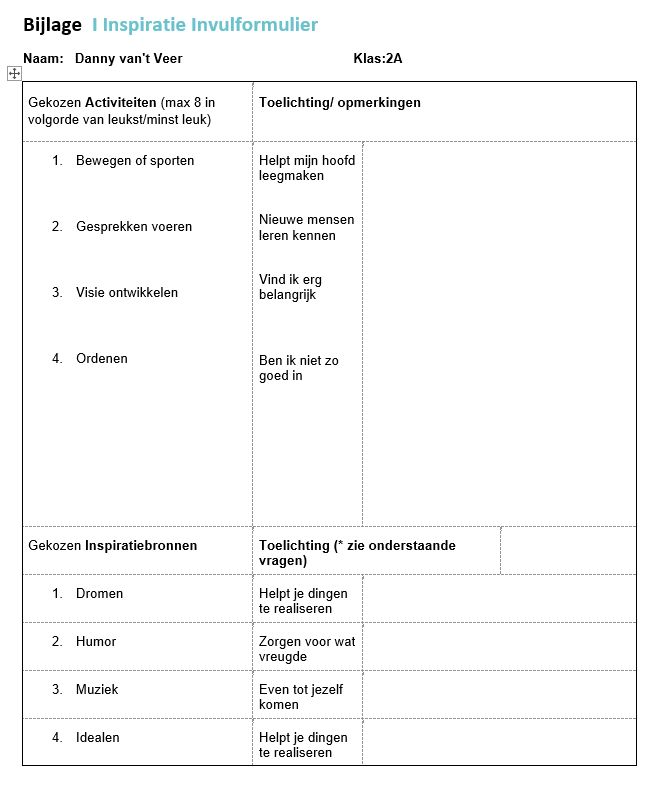 Bijlage I Inspiratie Invulformulier
Naam: Danny van't Veer Klas:2A
Gekozen Activiteiten (max 8 in
volgorde van leukst/minst leuk)
Toelichting/ opmerkingen
1. Bewegen of sporten
Helpt mijn hoofd
leegmaken
2. Gesprekken voeren
Nieuwe mensen
leren kennen
3. Visie ontwikkelen
Vind ik erg
belangrijk
4. Ordenen
Ben ik niet zo
goed in
Gekozen Inspiratiebronnen
Toelichting (* zie onderstaande
vragen)
1. Dromen
Helpt je dingen
te realiseren
2. Humor
Zorgen voor wat
vreugde
3. Muziek
Even tot jezelf
komen
4. Idealen
Helpt je dingen
te realiseren